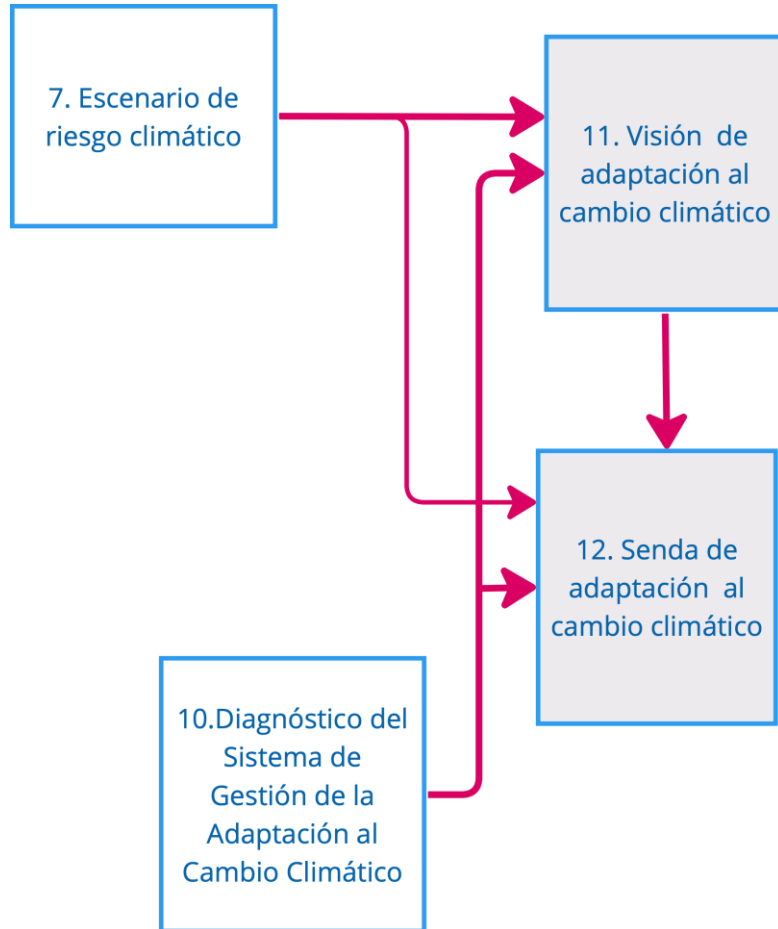 7. Escenario de
riesgo climático
11. Visión  de
adaptación al
cambio climático
12. Senda de
adaptación  al
cambio climático
10.Diagnóstico del
Sistema de
Gestión de la
Adaptación al
Cambio Climático